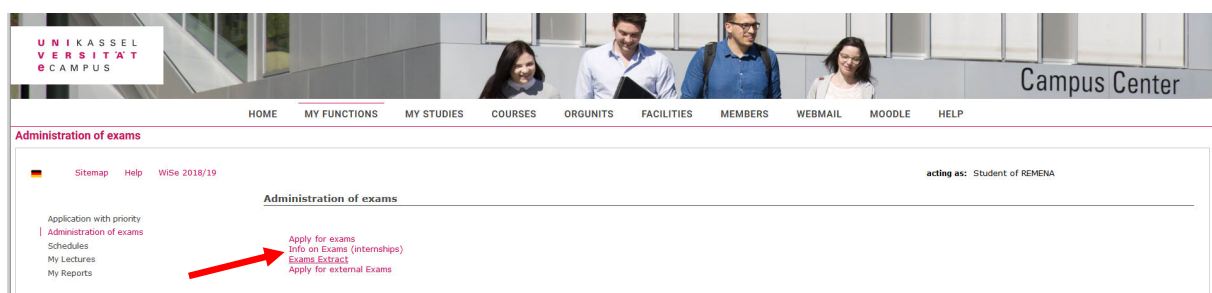 UNIKASSEL
VERSITÄT
eCAMPUS
Campus Center
HOME MY FUNCTIONS MY STUDIES COURSES ORGUNITS FACILITIES MEMBERS WEBMAIL MOODLE HELP
Administration of exams
Sitemap Help WiSe 2018/19 acting as: Student of REMENA
Administration of exams
Application with priority
Administration of exams
Schedules
My Lectures
My Reports
Apply for exams
Info on Exams (internships)
Exams Extract
Apply for external Exams